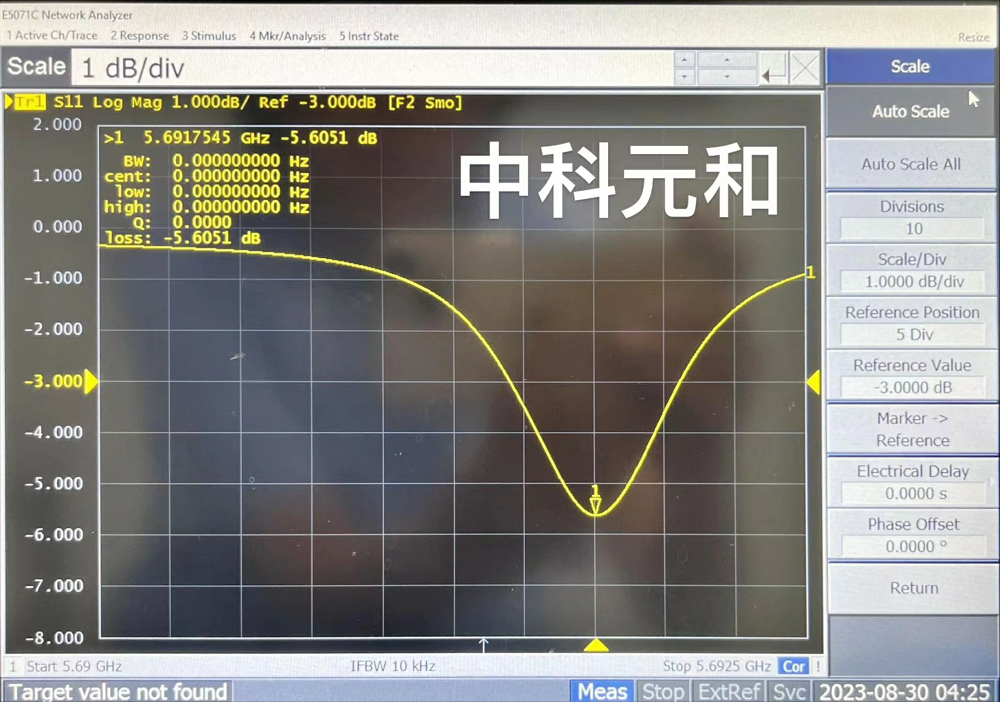 E5071C Network Analyzer
1 Active Ch/Trace 2 Response 3 Stimulus 4 Mkr/Analysis 5 Instr State
Resize
Scale 1 dB/div
Tr1 S11 Log Mag 1.000dB/ Ref -3.000dB [F2 Smo]
2.000
1.000
0.000
-1.000
-2.000
-3.000
-4.000
-5.000
-6.000
-7.000
-8.000
>1 5.6917545 GHz -5.6051 dB
BW: 0.000000000 Hz
cent: 0.000000000 Hz
low: 0.000000000 Hz
high: 0.000000000 Hz
Q: 0.0000
loss: -5.6051 dB
中科元和
1
1
Scale
Auto Scale
Auto Scale All
Divisions
10
Scale/Div
1.0000 dB/div
Reference Position
5 Div
Reference Value
-3.0000 dB
Marker ->
Reference
Electrical Delay
0.0000 s
Phase Offset
0.0000 °
Return
1 Start 5.69 GHz IFBW 10 kHz Stop 5.6925 GHz Cor !
Target value not found Meas Stop ExtRef Svc 2023-08-30 04:25